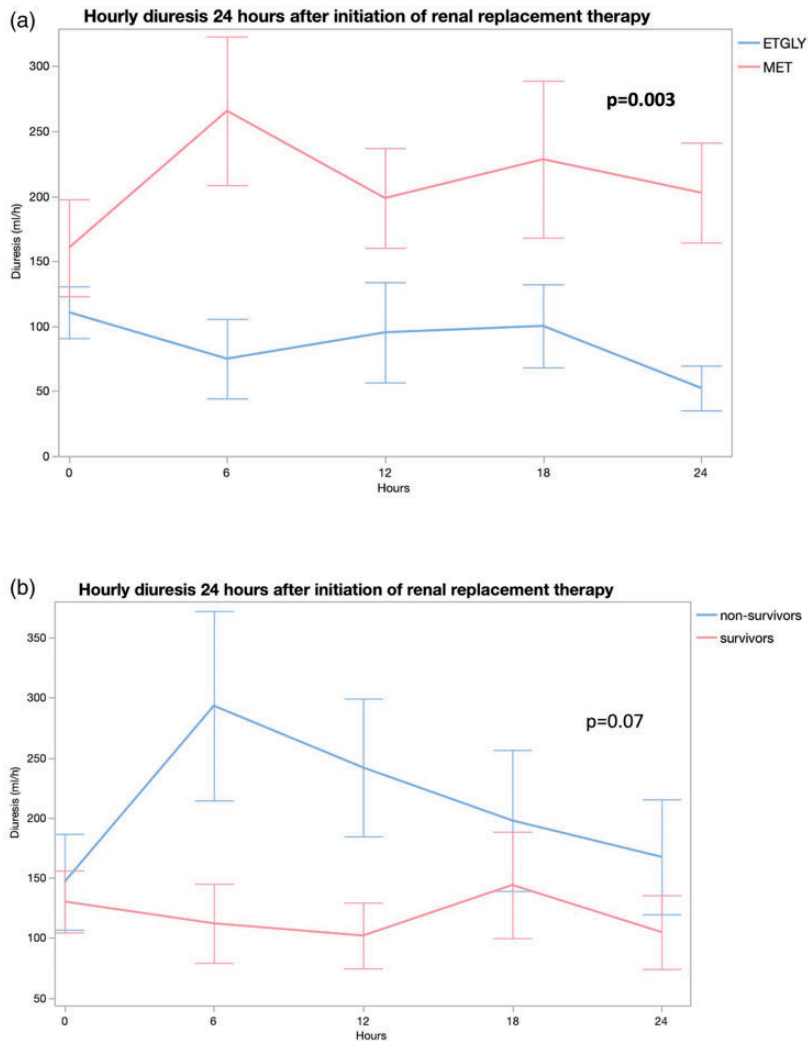 (a)
Hourly diuresis 24 hours after initiation of renal replacement therapy
ETGLY
MET
p=0.003
300
250
200
150
100
50
0
Diuresis (ml/h)
0 6 12 18 24
Hours
(b)
Hourly diuresis 24 hours after initiation of renal replacement therapy
non-survivors
survivors
p=0.07
350
300
250
200
150
100
50
Diuresis (ml/h)
0 6 12 18 24
Hours